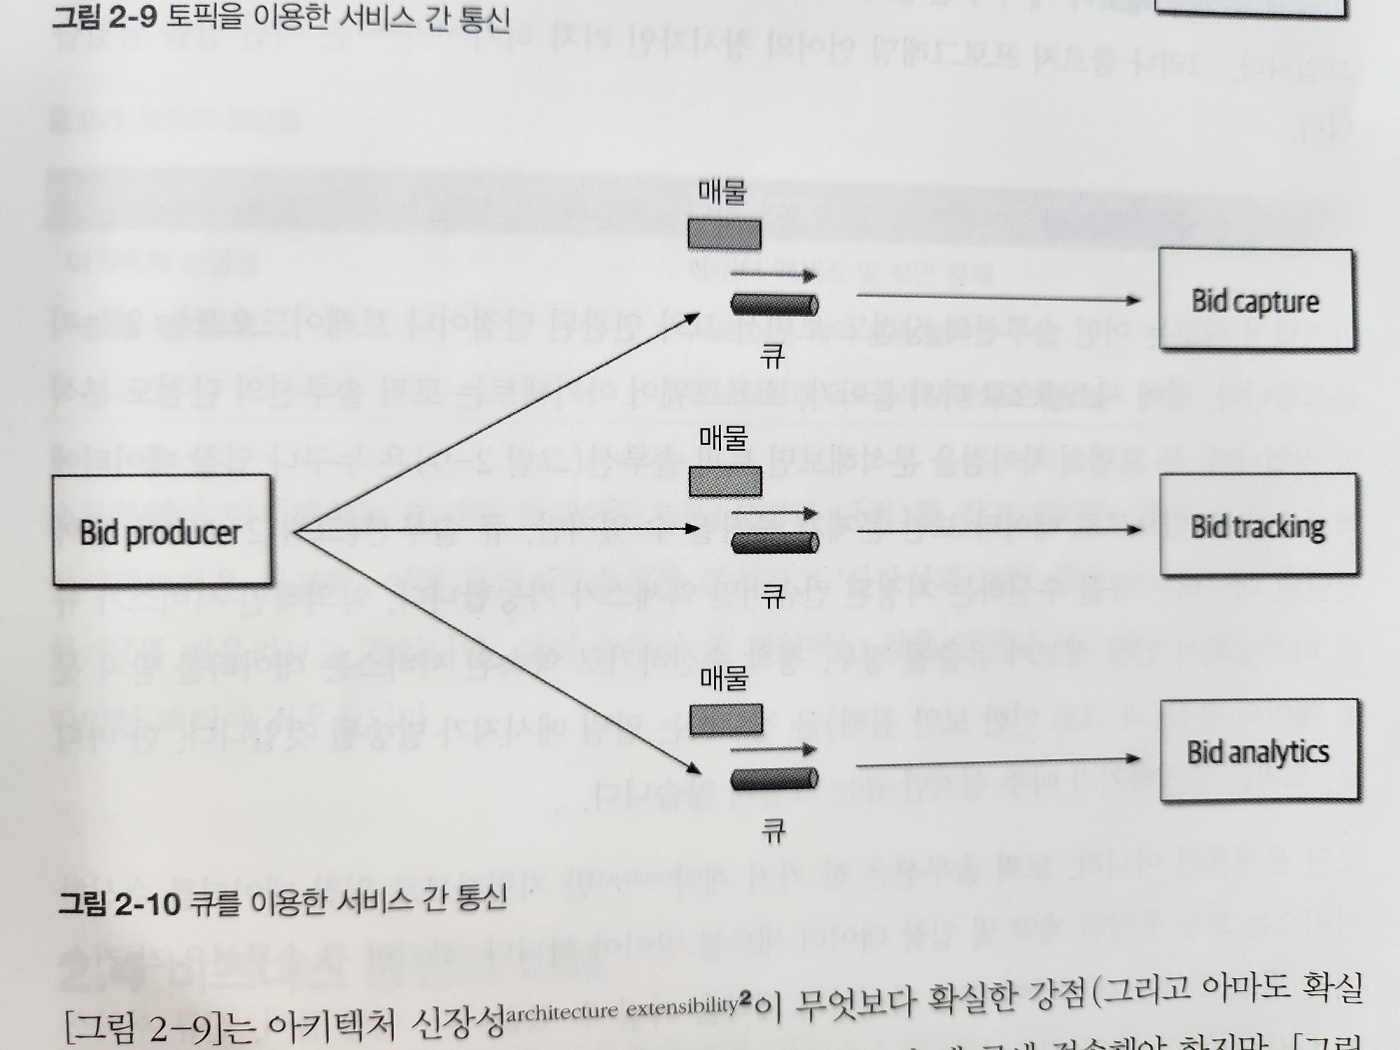 그림 2-9 토픽을 이용한 서비스 간 통신
매물
큐
Bid capture
매물
큐
Bid producer
Bid tracking
매물
큐
Bid analytics
그림 2-10 큐를 이용한 서비스 간 통신
[그림 2-9]는 아키텍처 신장성architecture extensibility2이 무엇보다 확실한 강점(그리고 아마도 확실
하지만, [그림